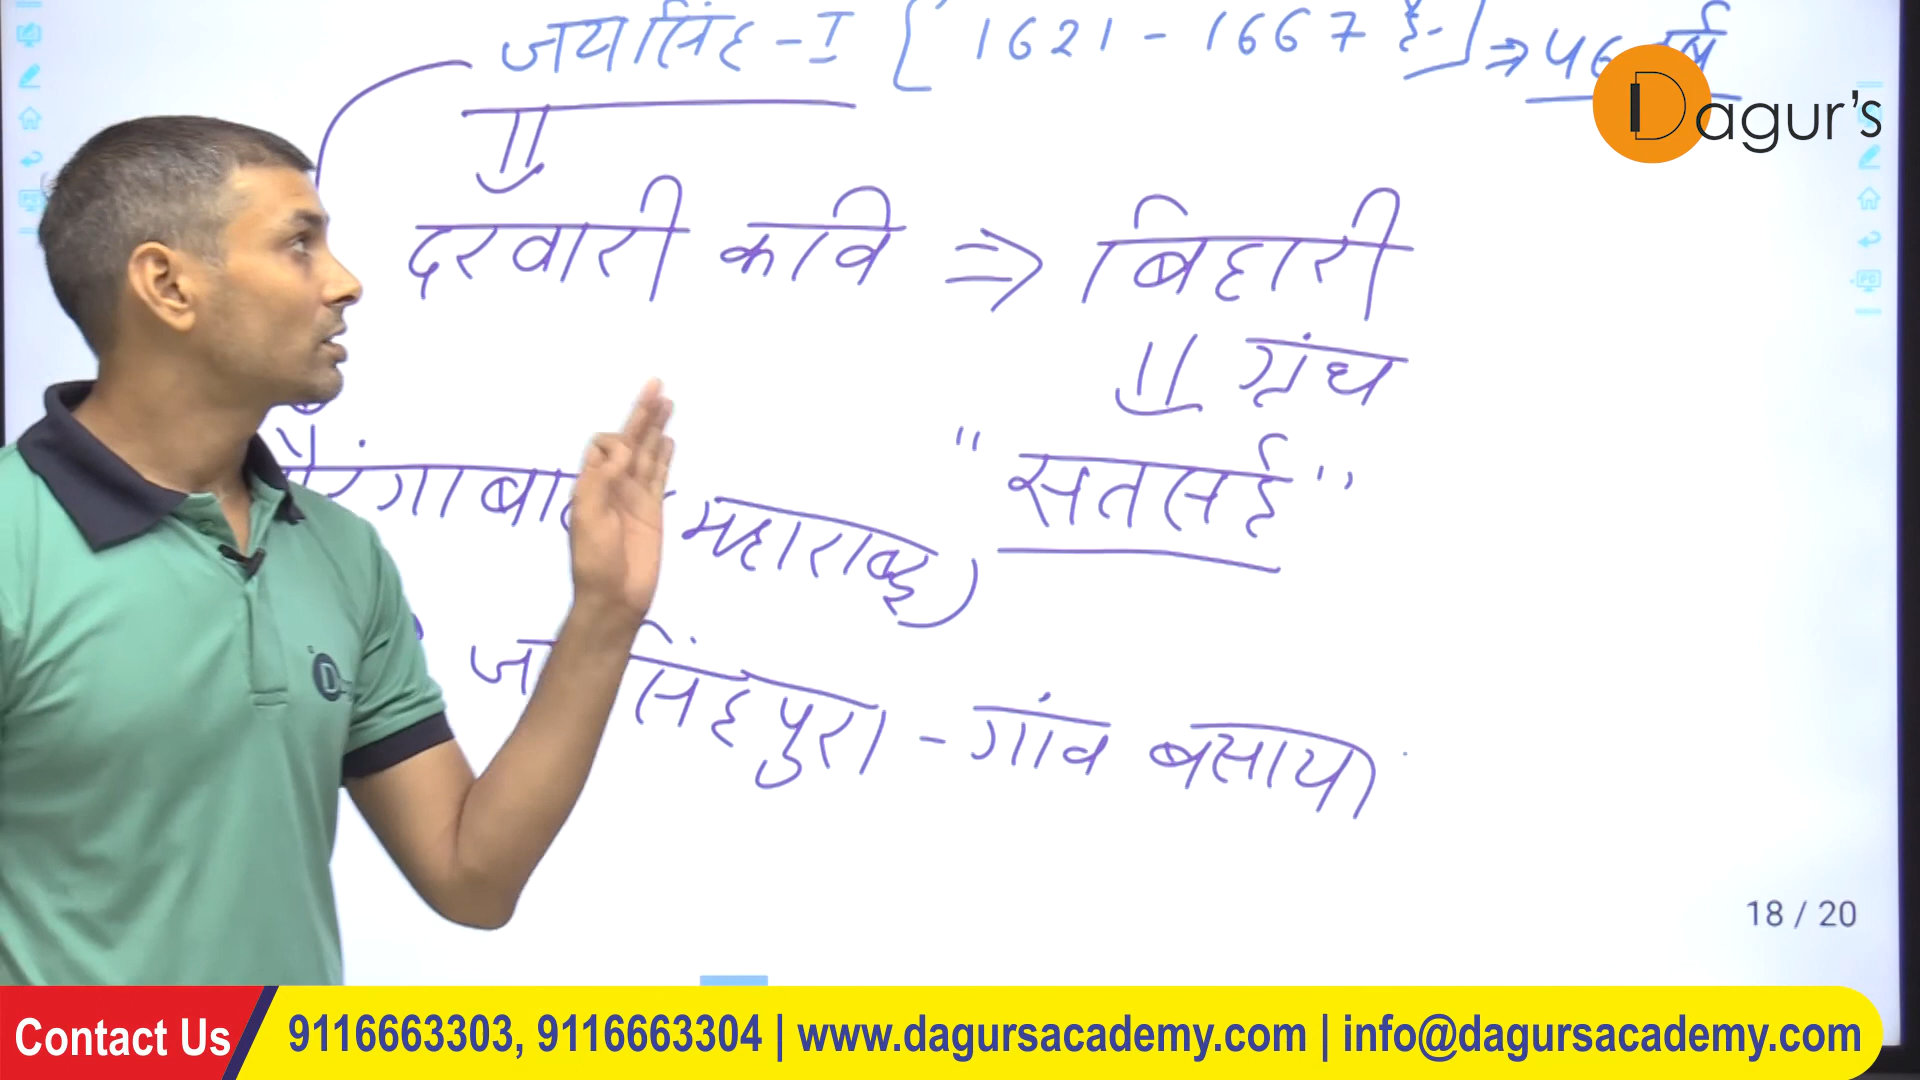 जयसिंह - I [ 1621 - 1667 ई. ] ⇒ 46 वर्ष
Dagur's
दरबारी कवि ⇒ बिहारी
ग्रंथ
" सतसई "
महाराष्ट्र)
- गांव बसाया
18 / 20
Contact Us
9116663303, 9116663304 | www.dagursacademy.com | info@dagursacademy.com